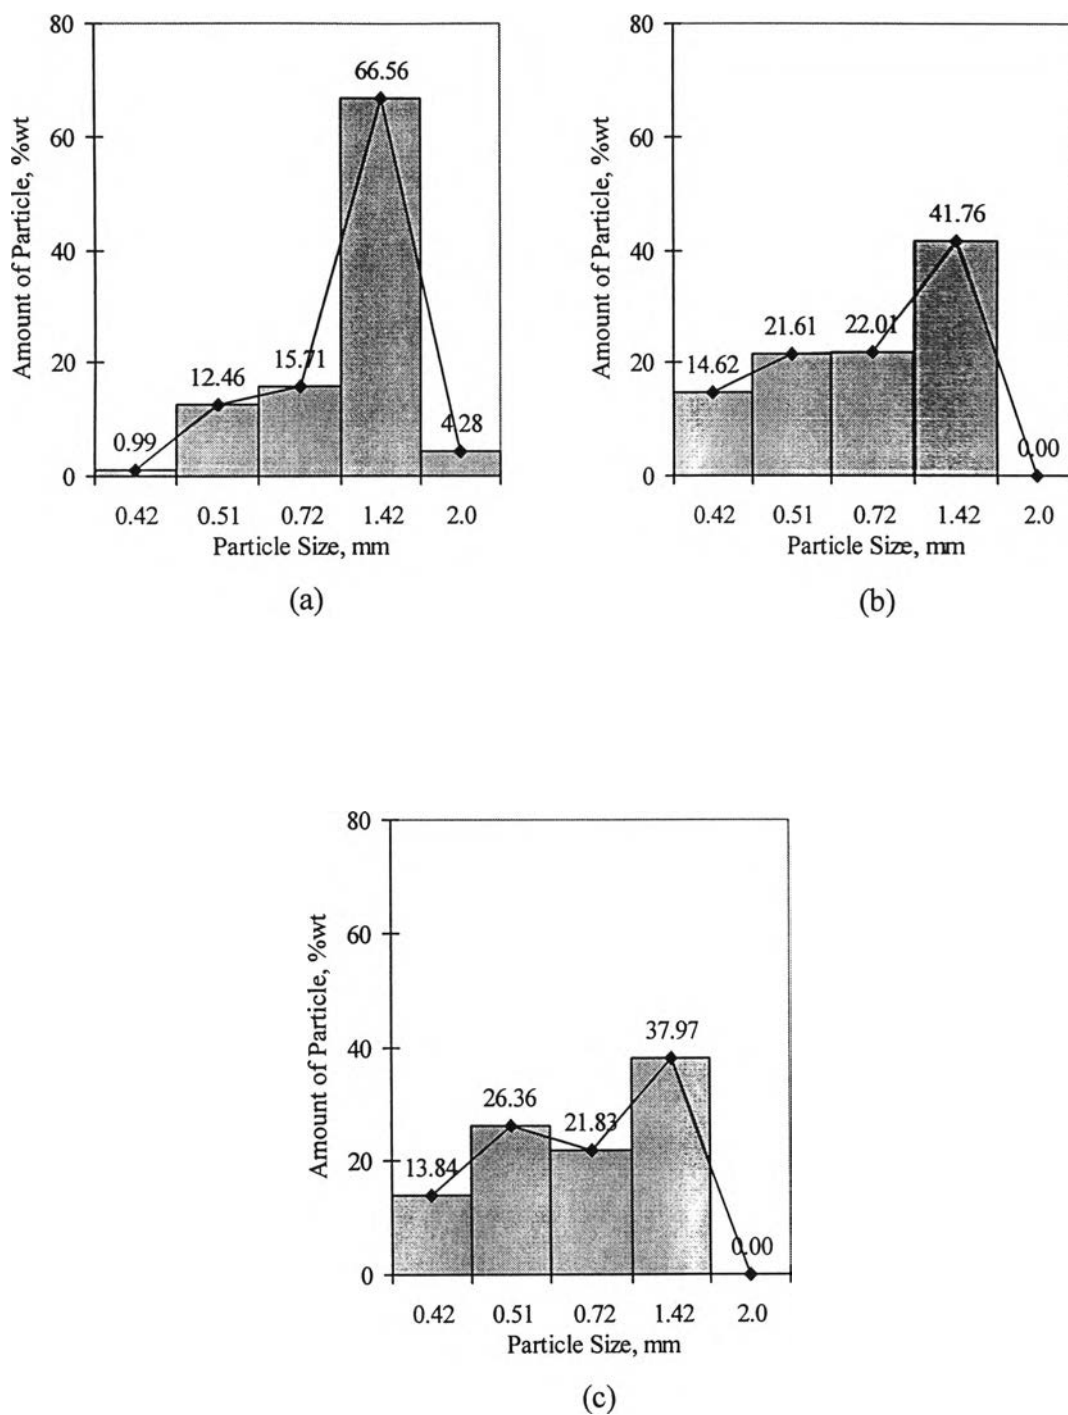 80
60
40
20
0
Amount of Particle, %wt
0.99
12.46
15.71
66.56
4.28
0.42 0.51 0.72 1.42 2.0
Particle Size, mm
(a)
80
60
40
20
0
Amount of Particle, %wt
14.62
21.61
22.01
41.76
0.00
0.42 0.51 0.72 1.42 2.0
Particle Size, mm
(b)
80
60
40
20
0
Amount of Particle, %wt
13.84
26.36
21.83
37.97
0.00
0.42 0.51 0.72 1.42 2.0
Particle Size, mm
(c)